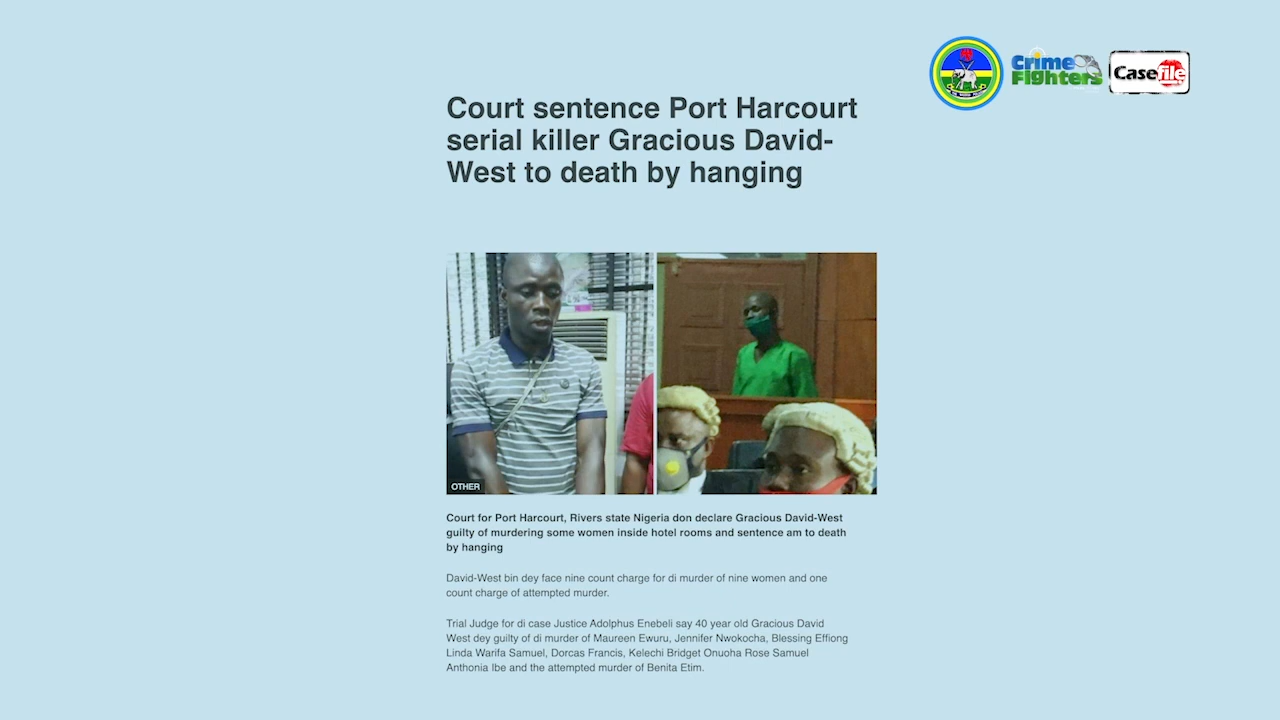 Crime
Fighters
Casefile
Court sentence Port Harcourt
serial killer Gracious David-
West to death by hanging
OTHER
Court for Port Harcourt, Rivers state Nigeria don declare Gracious David-West
guilty of murdering some women inside hotel rooms and sentence am to death
by hanging
David-West bin dey face nine count charge for di murder of nine women and one
count charge of attempted murder.
Trial Judge for di case Justice Adolphus Enebeli say 40 year old Gracious David
West dey guilty of di murder of Maureen Ewuru, Jennifer Nwokocha, Blessing Effiong
Linda Warifa Samuel, Dorcas Francis, Kelechi Bridget Onuoha Rose Samuel
Anthonia Ibe and the attempted murder of Benita Etim.